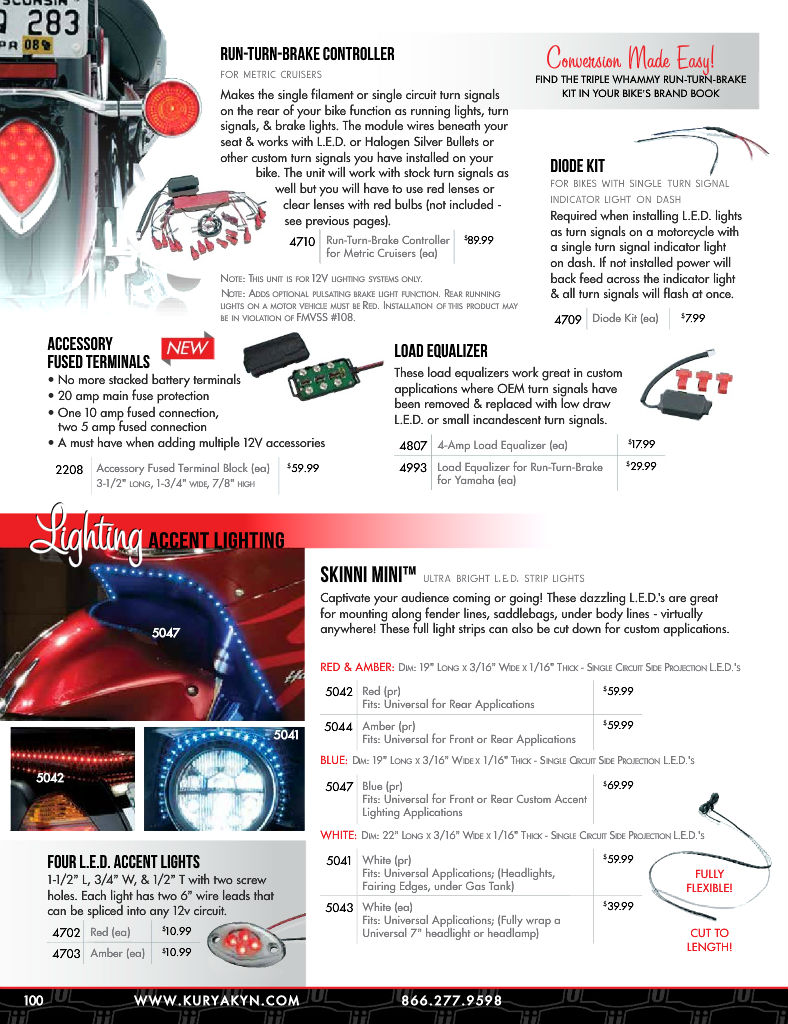 283
08
RUN-TURN-BRAKE CONTROLLER
FOR METRIC CRUISERS
Makes the single filament or single circuit turn signals
on the rear of your bike function as running lights, turn
signals, & brake lights. The module wires beneath your
seat & works with L.E.D. or Halogen Silver Bullets or
other custom turn signals you have installed on your
bike. The unit will work with stock turn signals as
well but you will have to use red lenses or
clear lenses with red bulbs (not included -
see previous pages).
4710 Run-Turn-Brake Controller $89.99
for Metric Cruisers (ea)
NOTE: THIS UNIT IS FOR 12V LIGHTING SYSTEMS ONLY.
NOTE: ADDS OPTIONAL PULSATING BRAKE LIGHT FUNCTION. REAR RUNNING
LIGHTS ON A MOTOR VEHICLE MUST BE RED. INSTALLATION OF THIS PRODUCT MAY
BE IN VIOLATION OF FMVSS #108.
Conversion Made Easy!
FIND THE TRIPLE WHAMMY RUN-TURN-BRAKE
KIT IN YOUR BIKE'S BRAND BOOK
DIODE KIT
FOR BIKES WITH SINGLE TURN SIGNAL
INDICATOR LIGHT ON DASH
Required when installing L.E.D. lights
as turn signals on a motorcycle with
a single turn signal indicator light
on dash. If not installed power will
back feed across the indicator light
& all turn signals will flash at once.
4709 Diode Kit (ea) $7.99
ACCESSORY
FUSED TERMINALS
NEW
• No more stacked battery terminals
• 20 amp main fuse protection
• One 10 amp fused connection,
two 5 amp fused connection
• A must have when adding multiple 12V accessories
2208 Accessory Fused Terminal Block (ea) $59.99
3-1/2" LONG, 1-3/4" WIDE, 7/8" HIGH
LOAD EQUALIZER
These load equalizers work great in custom
applications where OEM turn signals have
been removed & replaced with low draw
L.E.D. or small incandescent turn signals.
4807 4-Amp Load Equalizer (ea) $17.99
4993 Load Equalizer for Run-Turn-Brake $29.99
for Yamaha (ea)
Lighting ACCENT LIGHTING
5047
5042
5041
SKINNI MINI™ ULTRA BRIGHT L.E.D. STRIP LIGHTS
Captivate your audience coming or going! These dazzling L.E.D.'s are great
for mounting along fender lines, saddlebags, under body lines - virtually
anywhere! These full light strips can also be cut down for custom applications.
RED & AMBER: DIM: 19" LONG X 3/16" WIDE X 1/16" THICK - SINGLE CIRCUIT SIDE PROJECTION L.E.D.'S
5042 Red (pr) $59.99
Fits: Universal for Rear Applications
5044 Amber (pr) $59.99
Fits: Universal for Front or Rear Applications
BLUE: DIM: 19" LONG X 3/16" WIDE X 1/16" THICK - SINGLE CIRCUIT SIDE PROJECTION L.E.D.'S
5047 Blue (pr) $69.99
Fits: Universal for Front or Rear Custom Accent
Lighting Applications
WHITE: DIM: 22" LONG X 3/16" WIDE X 1/16" THICK - SINGLE CIRCUIT SIDE PROJECTION L.E.D.'S
5041 White (pr) $59.99
Fits: Universal Applications; (Headlights,
Fairing Edges, under Gas Tank)
5043 White (ea) $39.99
Fits: Universal Applications; (Fully wrap a
Universal 7" headlight or headlamp)
FULLY
FLEXIBLE!
CUT TO
LENGTH!
FOUR L.E.D. ACCENT LIGHTS
1-1/2" L, 3/4" W, & 1/2" T with two screw
holes. Each light has two 6" wire leads that
can be spliced into any 12v circuit.
4702 Red (ea) $10.99
4703 Amber (ea) $10.99
100 WWW.KURYAKYN.COM 866.277.9598